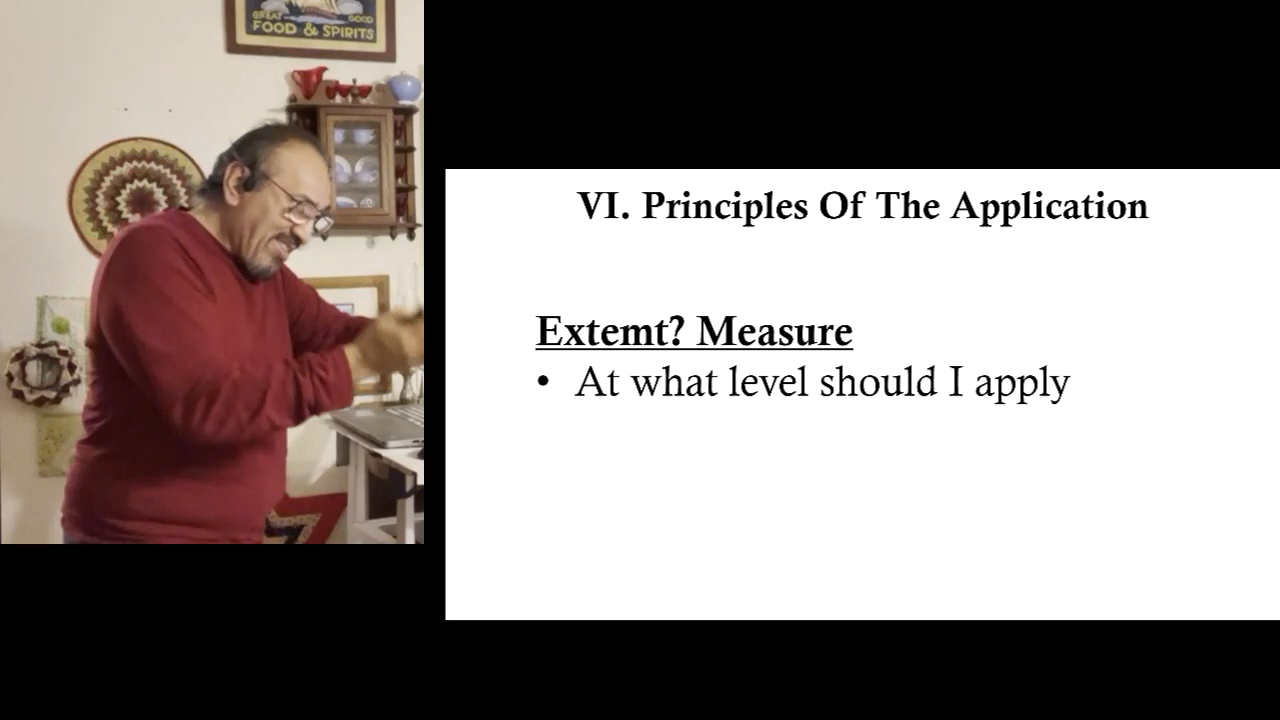 GREAT GOOD
FOOD & SPIRITS
VI. Principles Of The Application
Extemt? Measure
• At what level should I apply